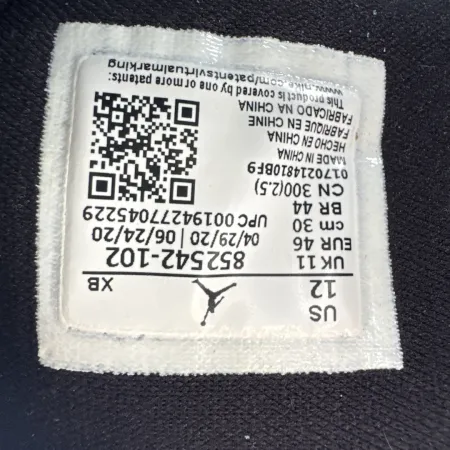 US 12
UK 11
EUR 46
cm 30
BR 44
CN 300(2.5)
0170214810BF9
MADE IN CHINA
HECHO EN CHINA
FABRIQUE EN CHINE
FABRICADO NA CHINA
XB
852542-102
04/29/20 | 06/24/20
UPC 00194277045229
This product is covered by one or more patents:
www.nike.com/patentsvirtualmarking